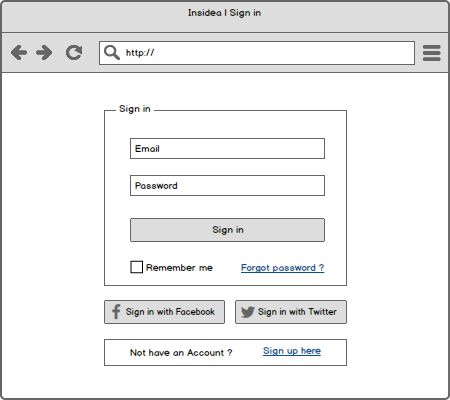 Insidea | Sign in
http://
Sign in
Email
Password
Sign in
Remember me Forgot password ?
Sign in with Facebook Sign in with Twitter
Not have an Account ? Sign up here